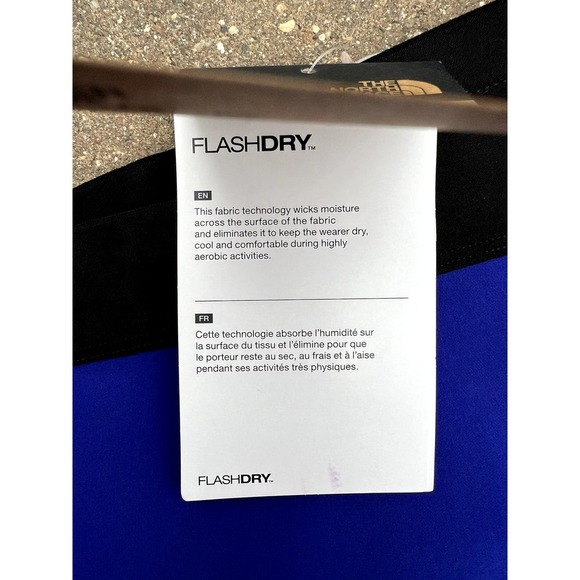 THE
NORTH
FLASHDRY™
EN
This fabric technology wicks moisture
across the surface of the fabric
and eliminates it to keep the wearer dry,
cool and comfortable during highly
aerobic activities.
FR
Cette technologie absorbe l'humidité sur
la surface du tissu et l'élimine pour que
le porteur reste au sec, au frais et à l'aise
pendant ses activités très physiques.
FLASHDRY™